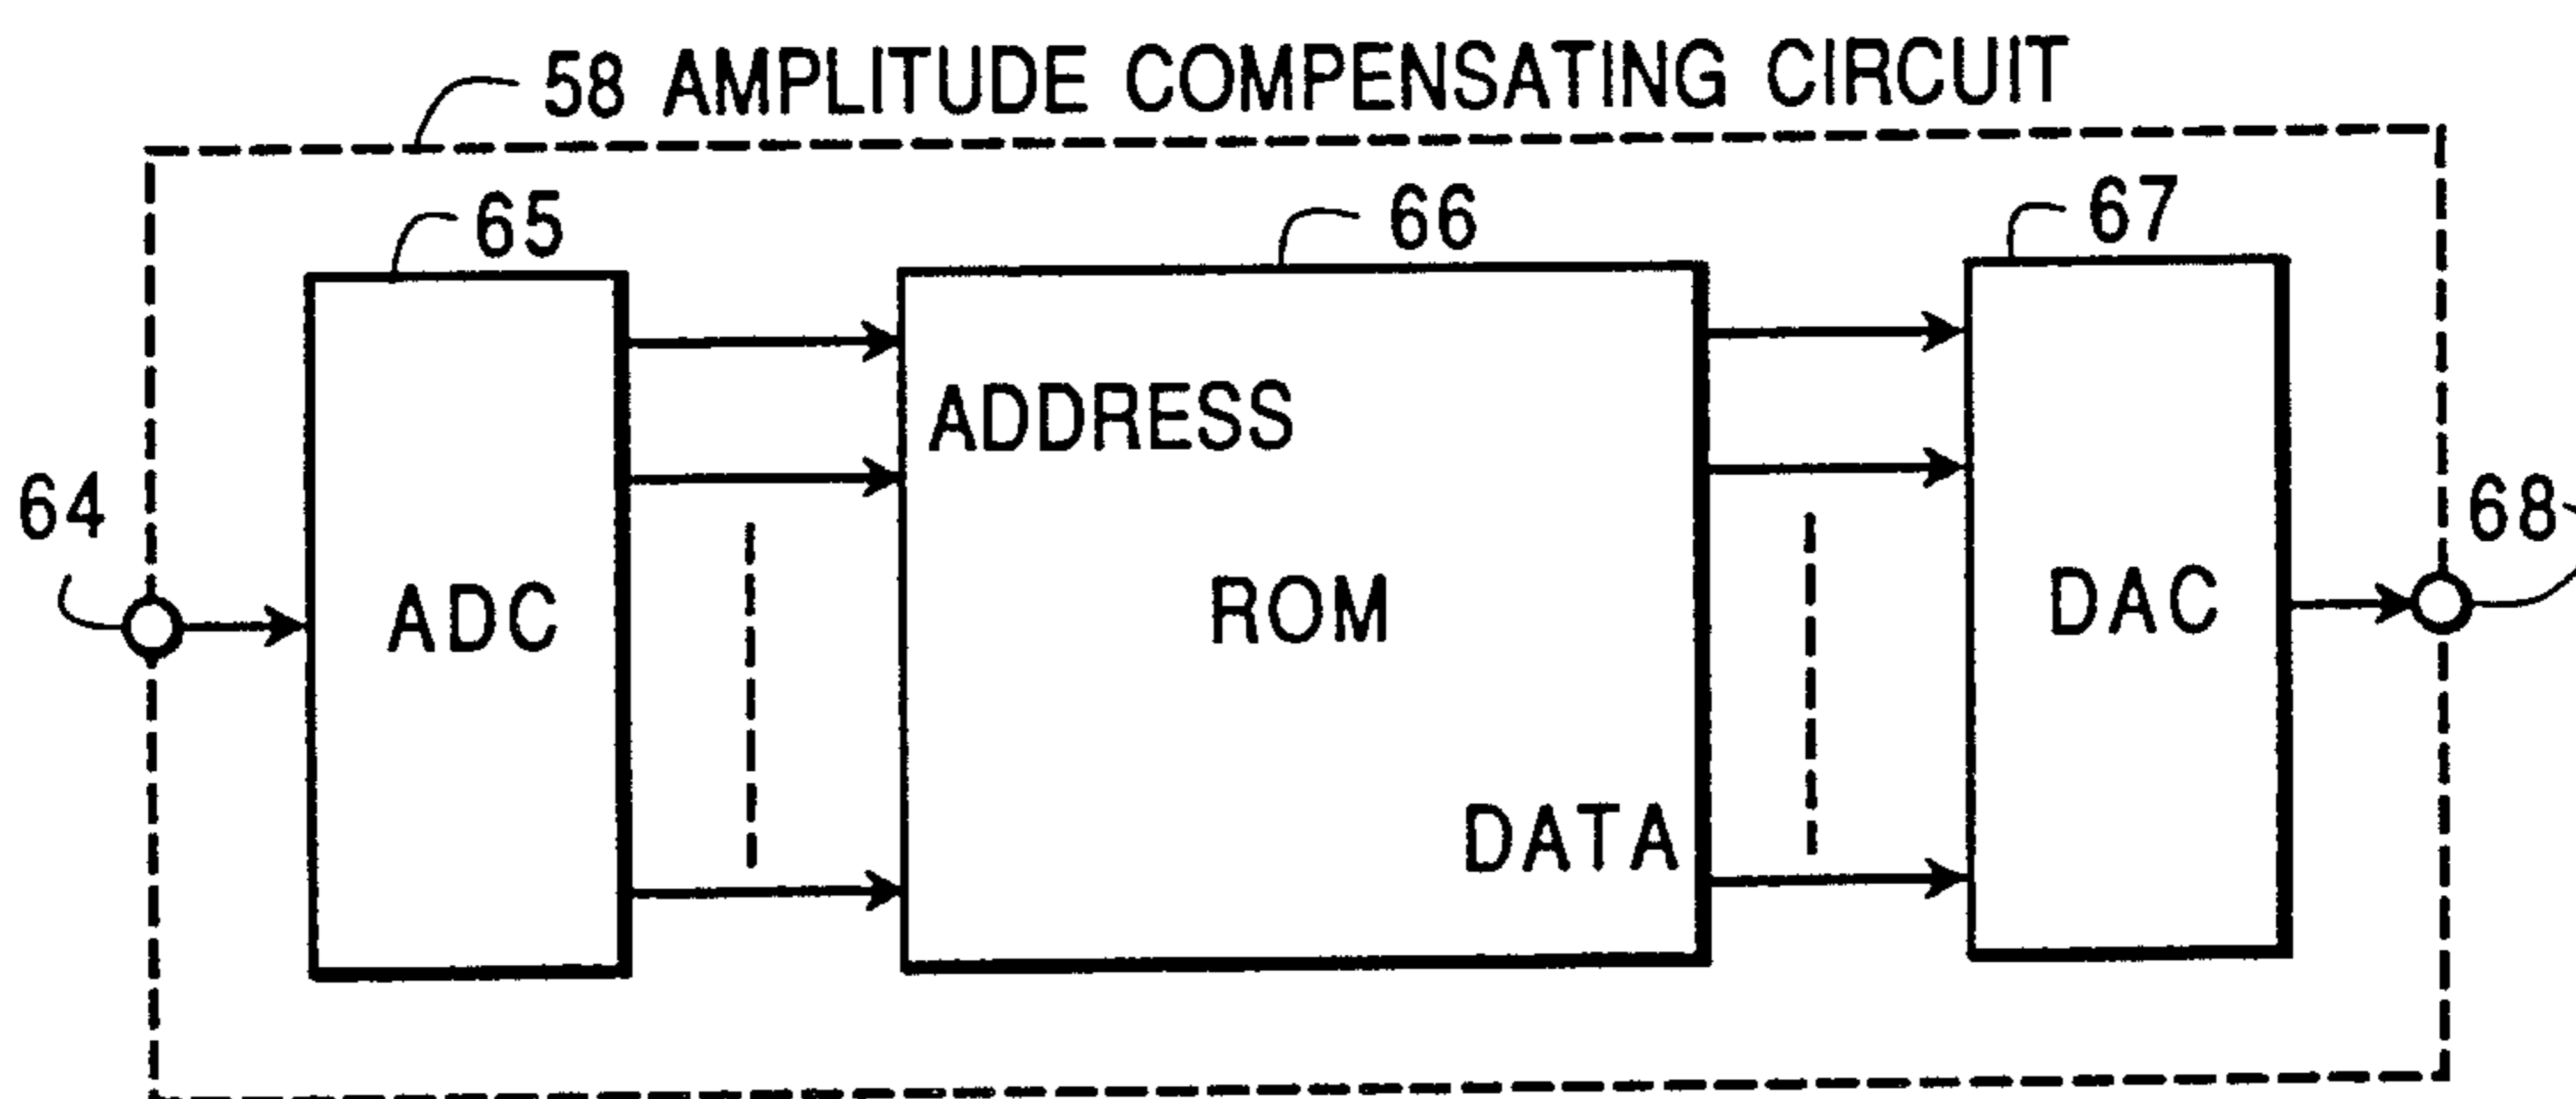 58 AMPLITUDE COMPENSATING CIRCUIT
65
66
67
ADDRESS
64
68
ADC
ROM
DAC
DATA